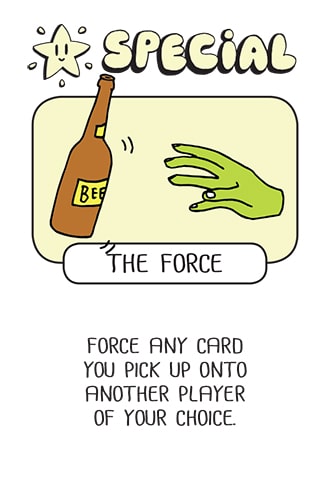 SPECIAL
BEE
THE FORCE
FORCE ANY CARD
YOU PICK UP ONTO
ANOTHER PLAYER
OF YOUR CHOICE.